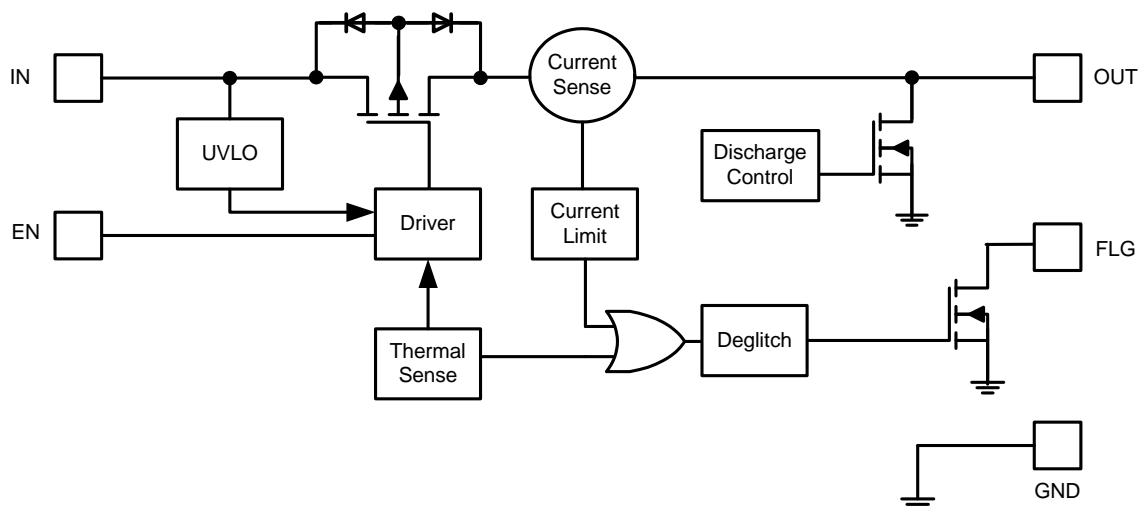 IN
Current
Sense
OUT
UVLO
Discharge
Control
EN
Driver
Current
Limit
FLG
Thermal
Sense
Deglitch
GND